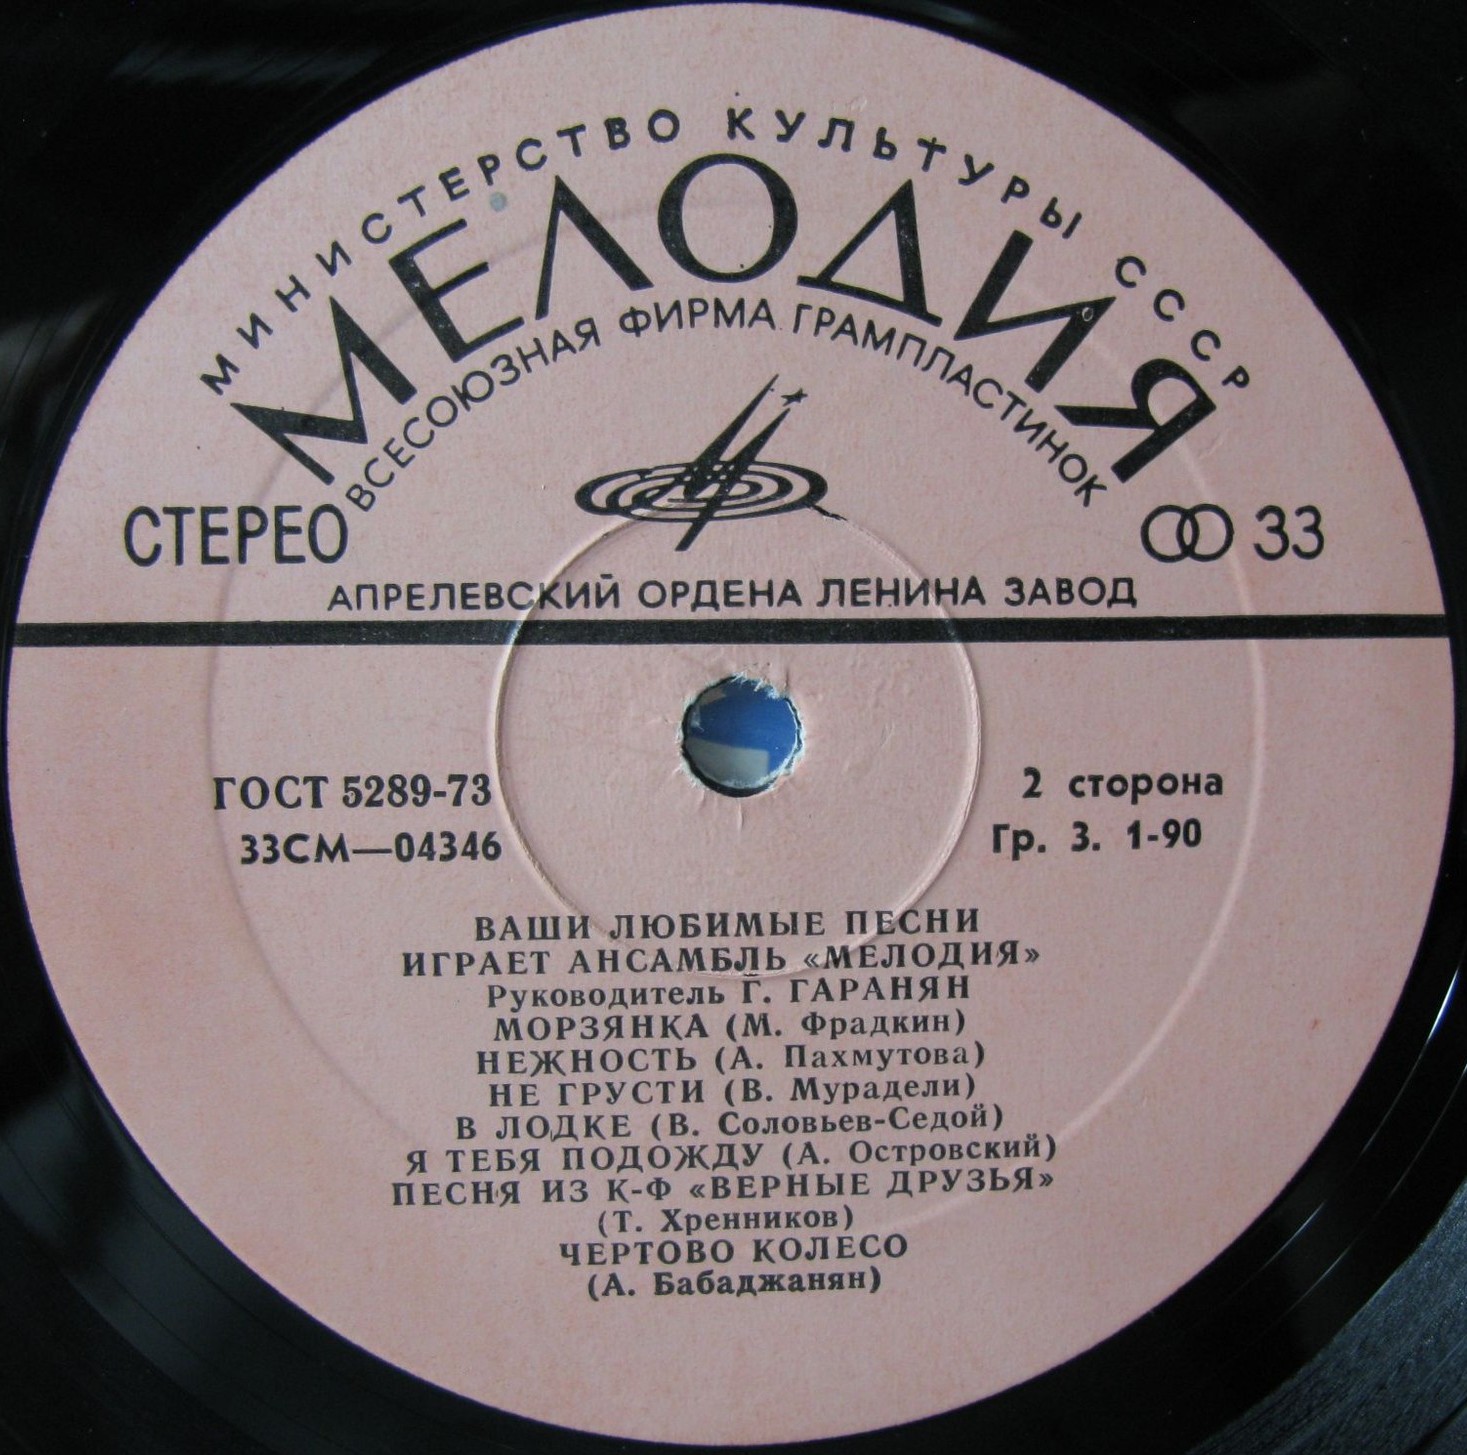 МИНИСТЕРСТВО КУЛЬТУРЫ СССР
МЕЛОДИЯ
ВСЕСОЮЗНАЯ ФИРМА ГРАМПЛАСТИНОК
СТЕРЕО 33
АПРЕЛЕВСКИЙ ОРДЕНА ЛЕНИНА ЗАВОД
ГОСТ 5289-73
33СМ—04346
2 сторона
Гр. 3. 1-90
ВАШИ ЛЮБИМЫЕ ПЕСНИ
ИГРАЕТ АНСАМБЛЬ «МЕЛОДИЯ»
Руководитель Г. ГАРАНЯН
МОРЗЯНКА (М. Фрадкин)
НЕЖНОСТЬ (А. Пахмутова)
НЕ ГРУСТИ (В. Мурадели)
В ЛОДКЕ (В. Соловьев-Седой)
Я ТЕБЯ ПОДОЖДУ (А. Островский)
ПЕСНЯ ИЗ К-Ф «ВЕРНЫЕ ДРУЗЬЯ»
(Т. Хренников)
ЧЕРТОВО КОЛЕСО
(А. Бабаджанян)